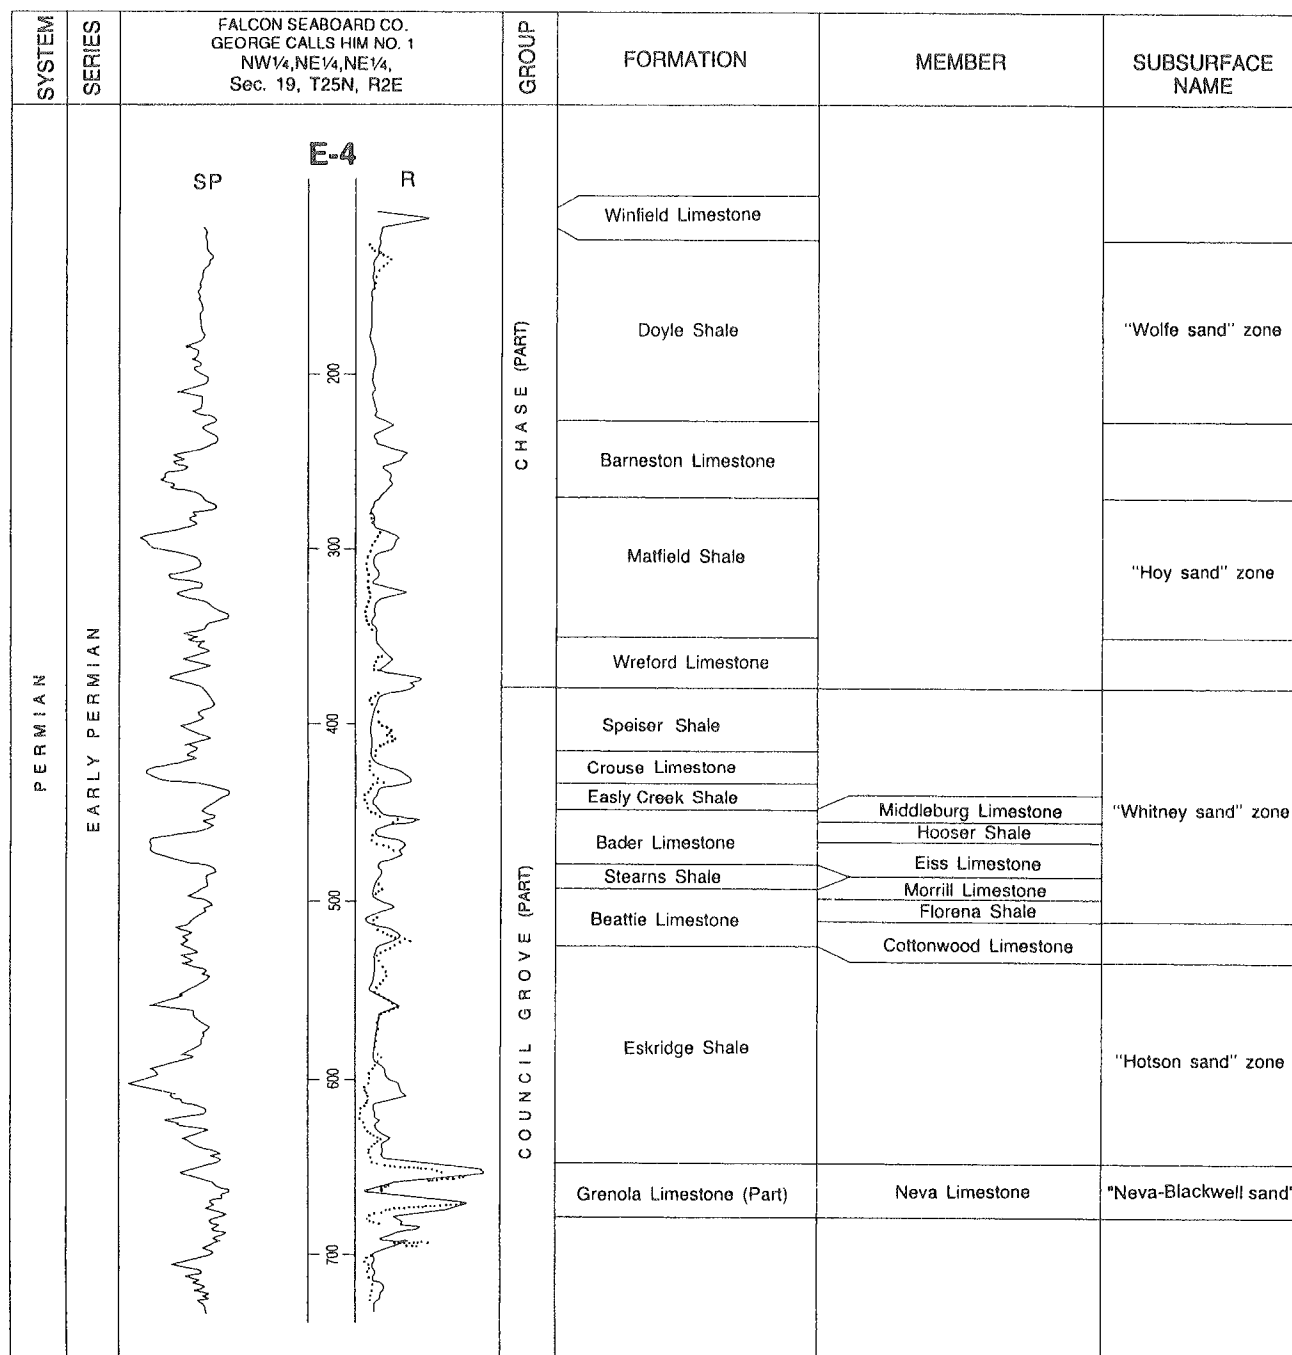 SYSTEM
SERIES
FALCON SEABOARD CO.
GEORGE CALLS HIM NO. 1
NW1/4,NE1/4,NE1/4,
Sec. 19, T25N, R2E
GROUP
FORMATION
MEMBER
SUBSURFACE
NAME
E-4
SP
R
200
300
400
500
600
700
PERMIAN
EARLY PERMIAN
CHASE (PART)
COUNCIL GROVE (PART)
Winfield Limestone
Doyle Shale
"Wolfe sand" zone
Barneston Limestone
Matfield Shale
"Hoy sand" zone
Wreford Limestone
Speiser Shale
Crouse Limestone
Easly Creek Shale
Middleburg Limestone
"Whitney sand" zone
Hooser Shale
Bader Limestone
Eiss Limestone
Stearns Shale
Morrill Limestone
Florena Shale
Beattie Limestone
Cottonwood Limestone
Eskridge Shale
"Hotson sand" zone
Grenola Limestone (Part)
Neva Limestone
"Neva-Blackwell sand"